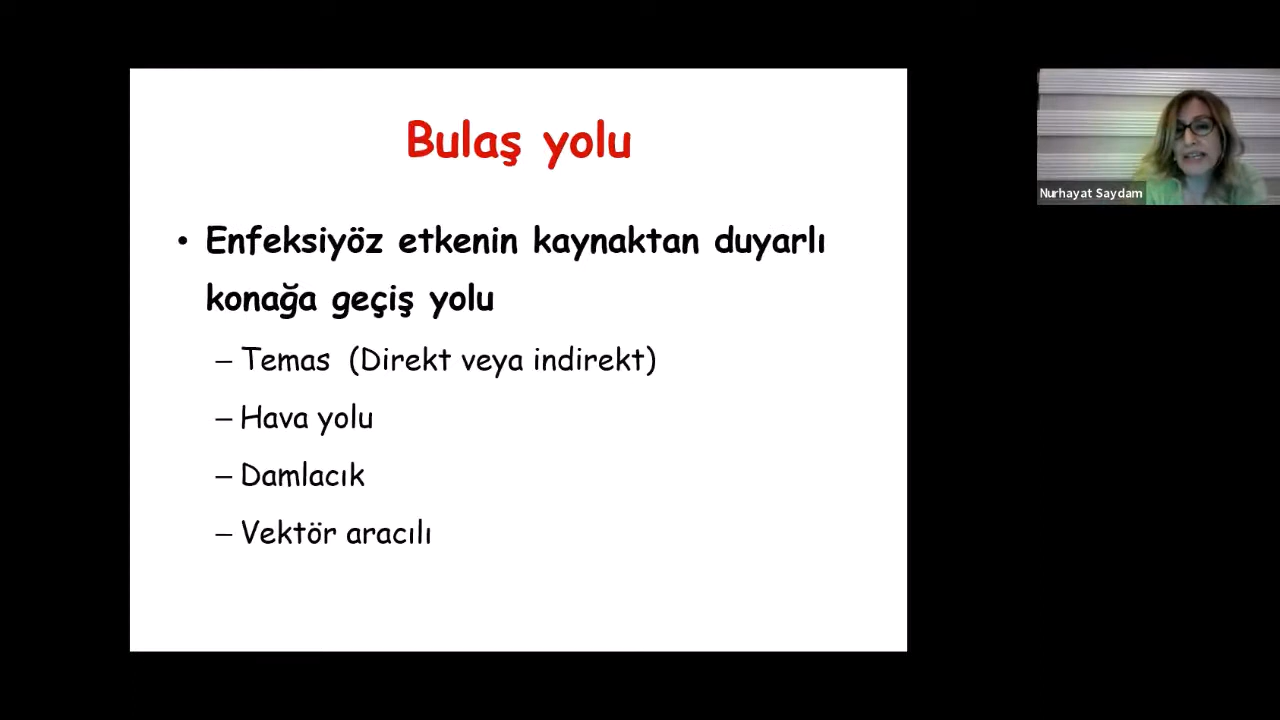 Bulaş yolu
• Enfeksiyöz etkenin kaynaktan duyarlı
konağa geçiş yolu
– Temas (Direkt veya indirekt)
– Hava yolu
– Damlacık
– Vektör aracılı
Nurhayat Saydam